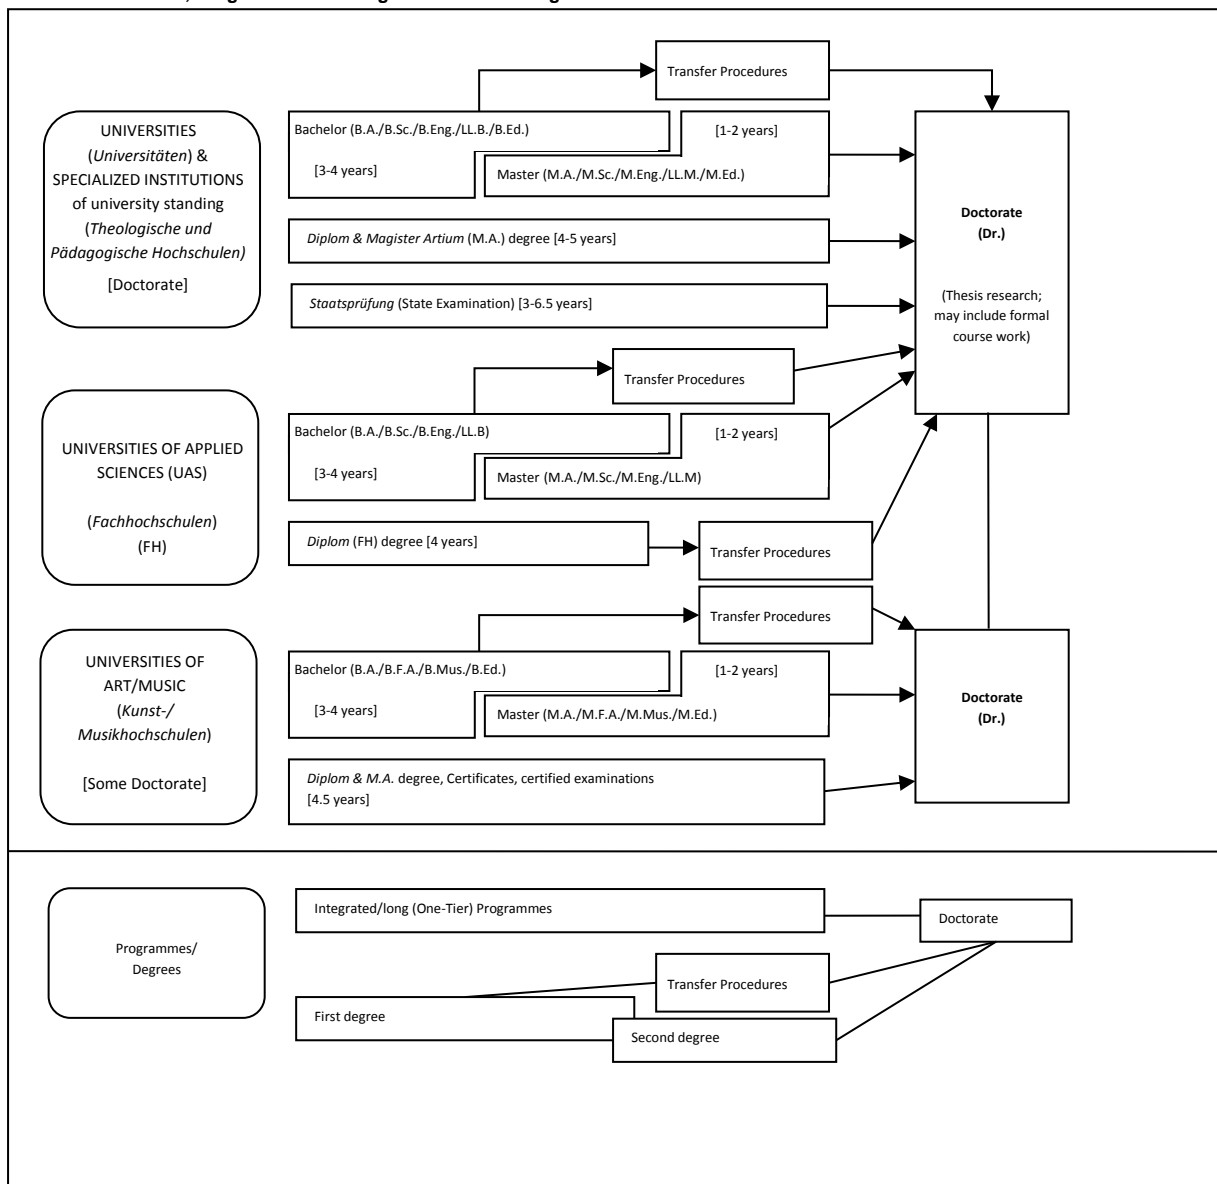 Transfer Procedures
UNIVERSITIES
(Universitäten) &
SPECIALIZED INSTITUTIONS
of university standing
(Theologische und
Pädagogische Hochschulen)
[Doctorate]
Bachelor (B.A./B.Sc./B.Eng./LL.B./B.Ed.)
[1-2 years]
[3-4 years]
Master (M.A./M.Sc./M.Eng./LL.M./M.Ed.)
Diplom & Magister Artium (M.A.) degree [4-5 years]
Staatsprüfung (State Examination) [3-6.5 years]
Doctorate
(Dr.)
(Thesis research;
may include formal
course work)
Transfer Procedures
UNIVERSITIES OF APPLIED
SCIENCES (UAS)
(Fachhochschulen)
(FH)
Bachelor (B.A./B.Sc./B.Eng./LL.B)
[1-2 years]
[3-4 years]
Master (M.A./M.Sc./M.Eng./LL.M)
Diplom (FH) degree [4 years]
Transfer Procedures
Transfer Procedures
UNIVERSITIES OF
ART/MUSIC
(Kunst-/
Musikhochschulen)
[Some Doctorate]
Bachelor (B.A./B.F.A./B.Mus./B.Ed.)
[1-2 years]
[3-4 years]
Master (M.A./M.F.A./M.Mus./M.Ed.)
Diplom & M.A. degree, Certificates, certified examinations
[4.5 years]
Doctorate
(Dr.)
Programmes/
Degrees
Integrated/long (One-Tier) Programmes
Doctorate
Transfer Procedures
First degree
Second degree